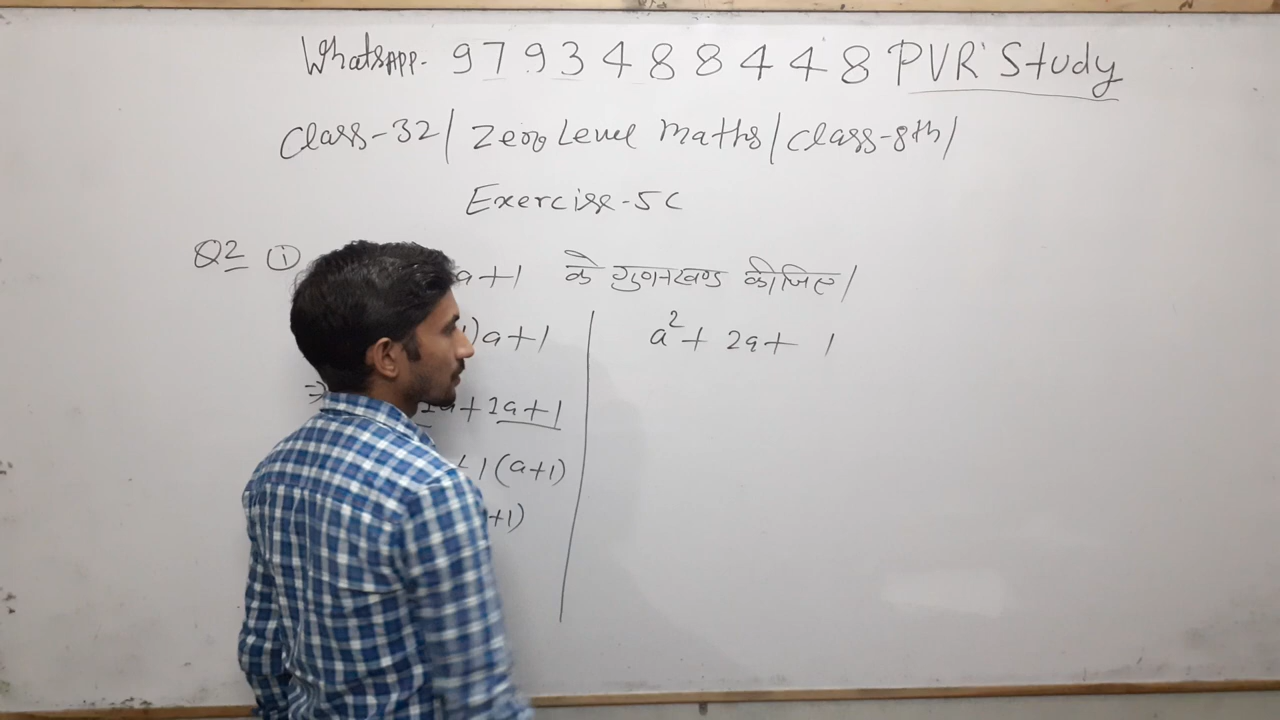 WhatsApp. 9793488448 PVR Study
Class-32/ Zero Level Maths/Class-8th/
Exercise-5C
Q2 (i) a+1 के गुणनखण्ड कीजिए/
)a+1
⇒ 1a+1a+1
+1(a+1)
+1)
a²+ 2a+ 1